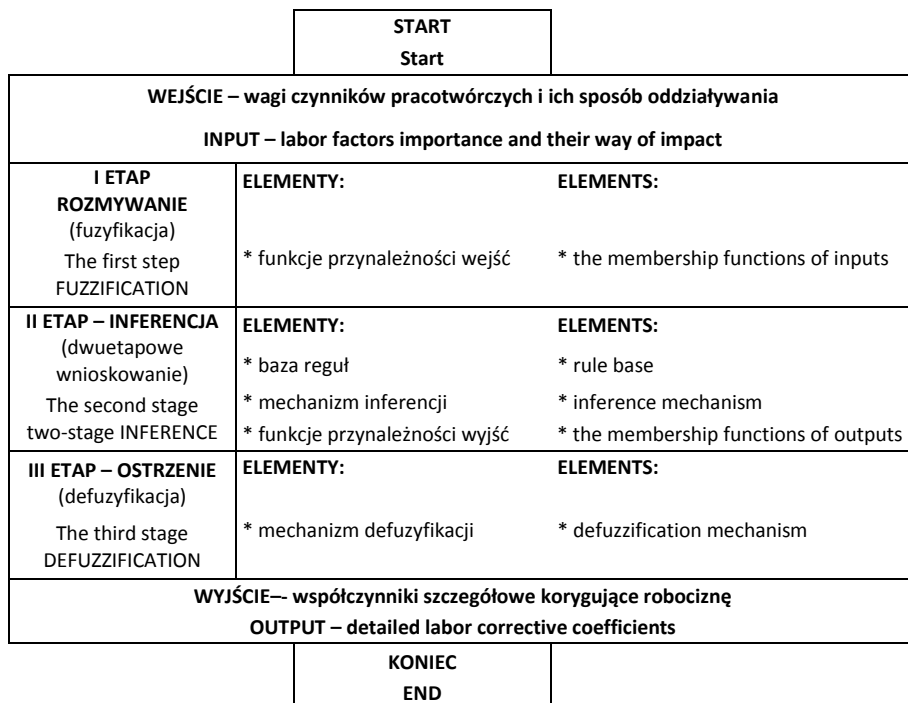 START
Start
WEJŚCIE – wagi czynników pracotwórczych i ich sposób oddziaływania
INPUT – labor factors importance and their way of impact
I ETAP
ROZMYWANIE
(fuzyfikacja)
The first step
FUZZIFICATION
ELEMENTY:
* funkcje przynależności wejść
ELEMENTS:
* the membership functions of inputs
II ETAP – INFERENCJA
(dwuetapowe
wnioskowanie)
The second stage
two-stage INFERENCE
ELEMENTY:
* baza reguł
* mechanizm inferencji
* funkcje przynależności wyjść
ELEMENTS:
* rule base
* inference mechanism
* the membership functions of outputs
III ETAP – OSTRZENIE
(defuzyfikacja)
The third stage
DEFUZZIFICATION
ELEMENTY:
* mechanizm defuzyfikacji
ELEMENTS:
* defuzzification mechanism
WYJŚCIE–- współczynniki szczegółowe korygujące robociznę
OUTPUT – detailed labor corrective coefficients
KONIEC
END